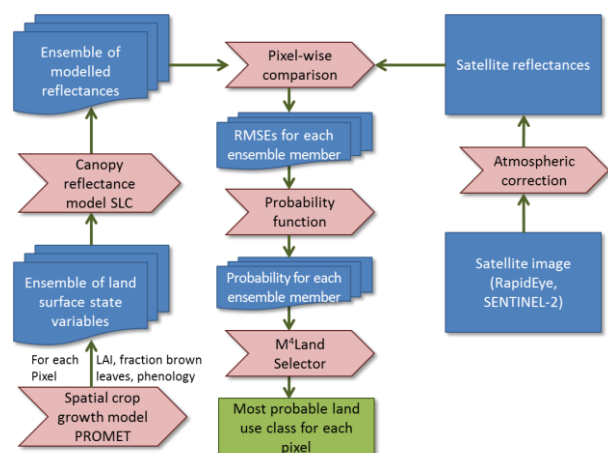 Ensemble of
modelled
reflectances
Pixel-wise
comparison
Satellite reflectances
RMSEs for each
ensemble member
Canopy
reflectance
model SLC
Probability
function
Atmospheric
correction
Ensemble of land
surface state
variables
Probability for each
ensemble member
Satellite image
(RapidEye,
SENTINEL-2)
For each
Pixel
LAI, fraction brown
leaves, phenology
M⁴Land
Selector
Spatial crop
growth model
PROMET
Most probable land
use class for each
pixel